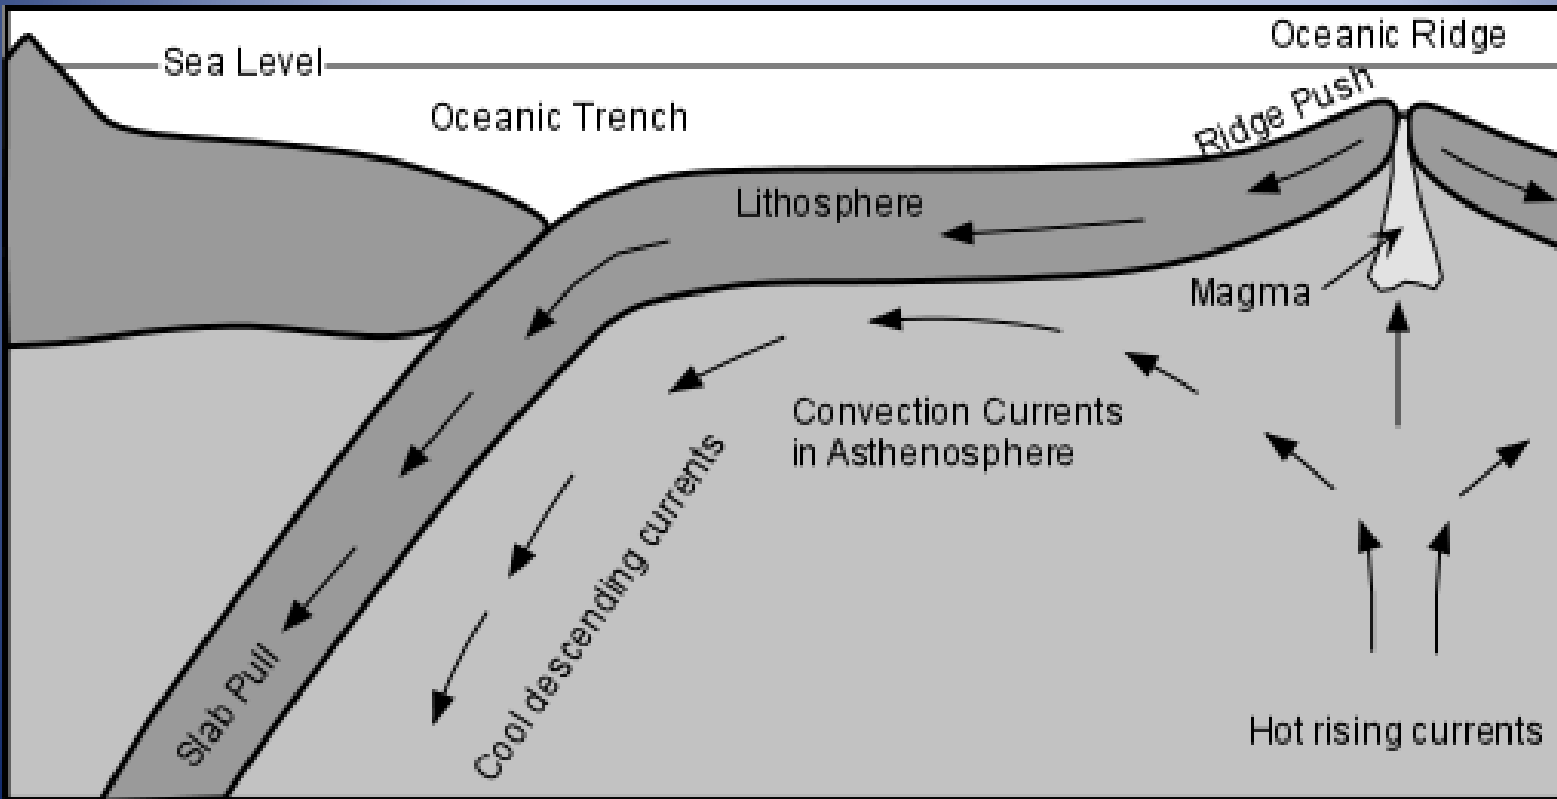 Oceanic Ridge
Sea Level
Oceanic Trench
Ridge Push
Lithosphere
Magma
Convection Currents
in Asthenosphere
Cool descending currents
Slab Pull
Hot rising currents